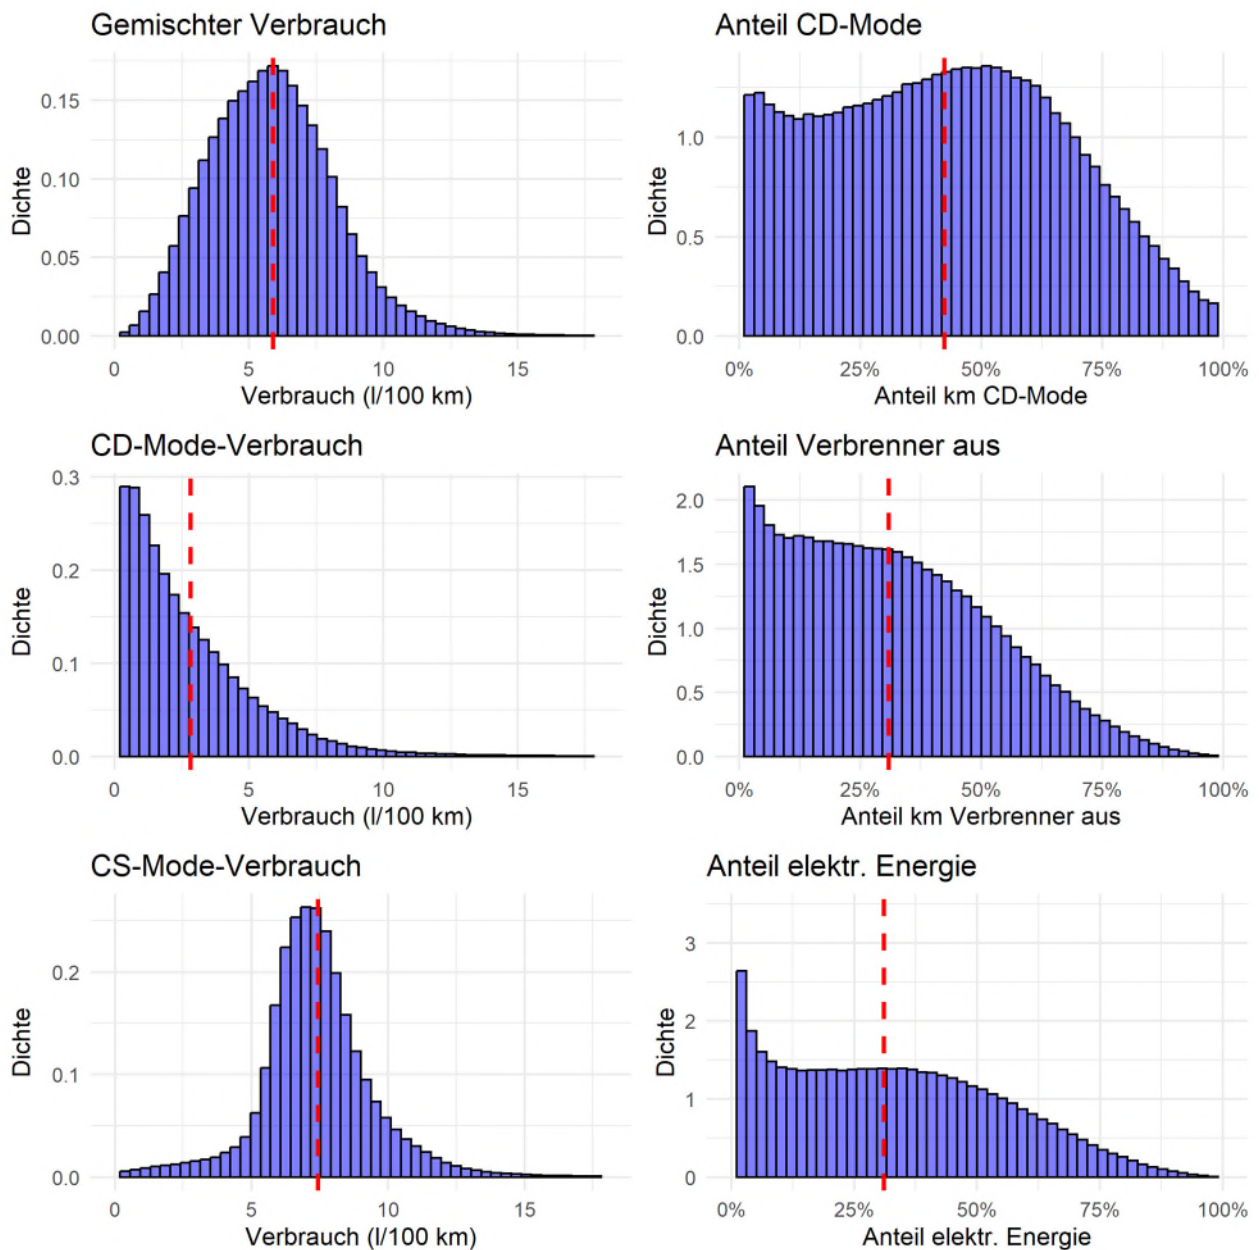 Gemischter Verbrauch
Dichte
0.15
0.10
0.05
0.00
0 5 10 15
Verbrauch (l/100 km)
Anteil CD-Mode
Dichte
1.0
0.5
0.0
0% 25% 50% 75% 100%
Anteil km CD-Mode
CD-Mode-Verbrauch
Dichte
0.3
0.2
0.1
0.0
0 5 10 15
Verbrauch (l/100 km)
Anteil Verbrenner aus
Dichte
2.0
1.5
1.0
0.5
0.0
0% 25% 50% 75% 100%
Anteil km Verbrenner aus
CS-Mode-Verbrauch
Dichte
0.2
0.1
0.0
0 5 10 15
Verbrauch (l/100 km)
Anteil elektr. Energie
Dichte
3
2
1
0
0% 25% 50% 75% 100%
Anteil elektr. Energie